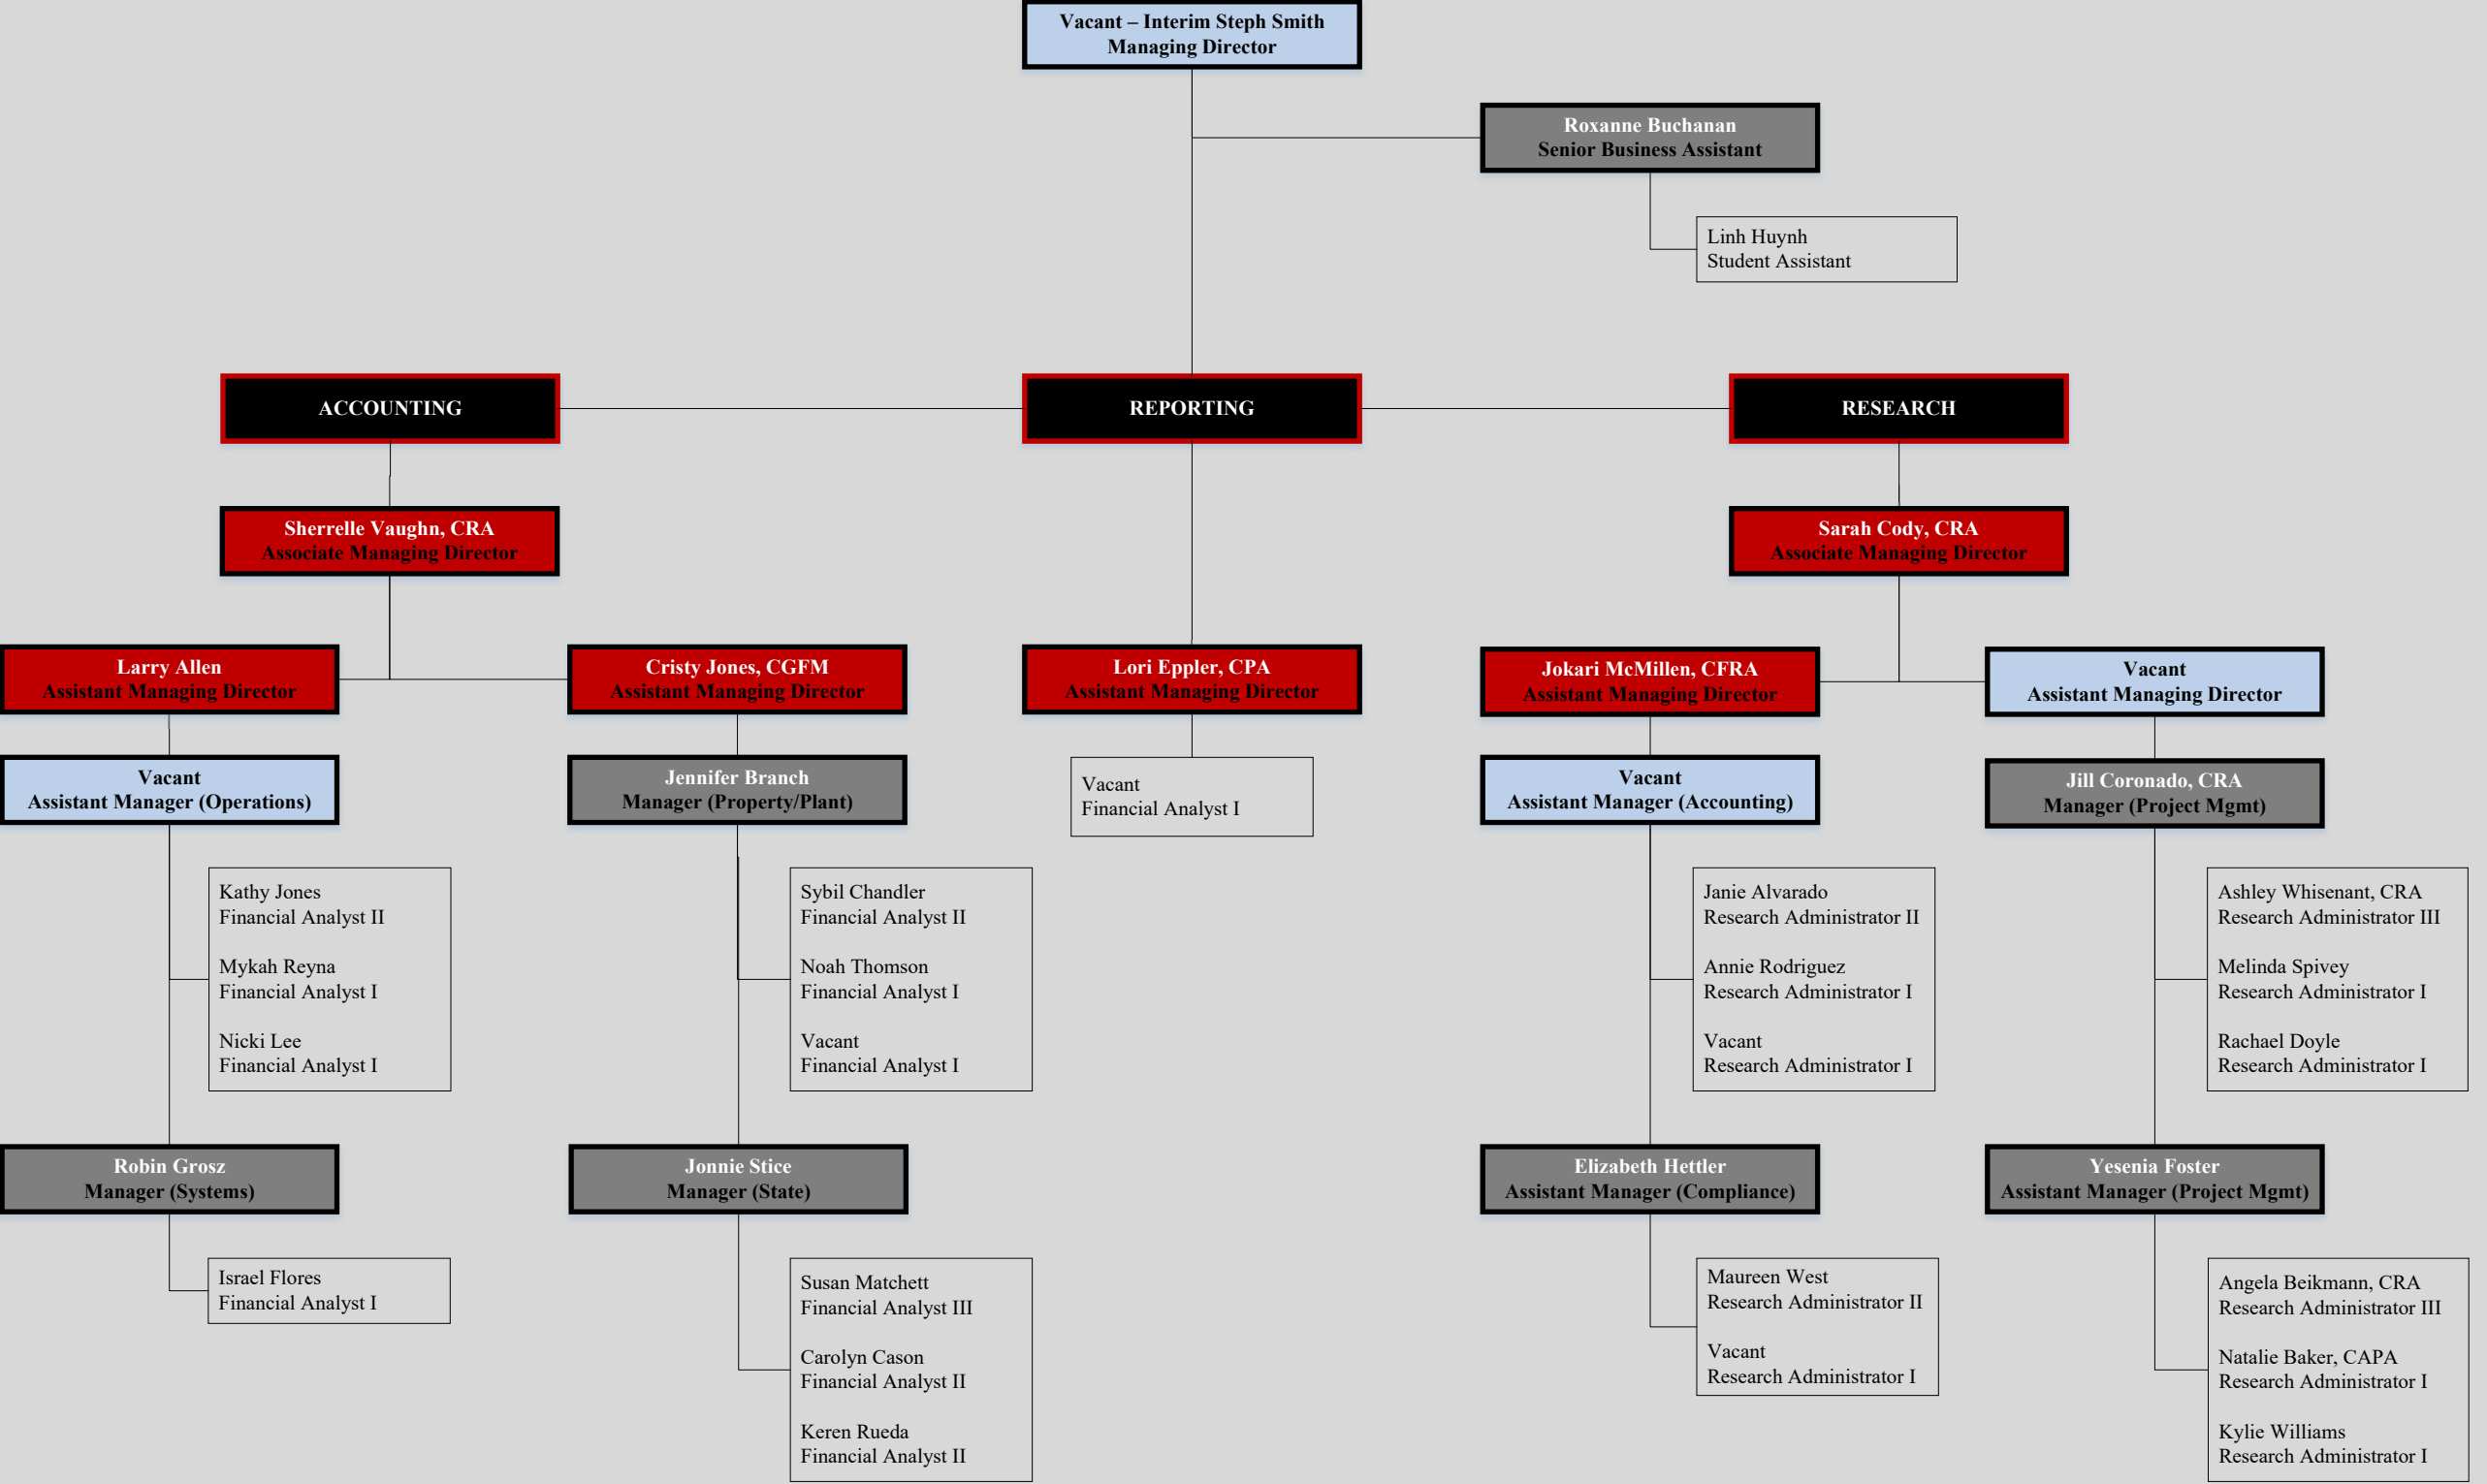 Vacant – Interim Steph Smith
Managing Director
Roxanne Buchanan
Senior Business Assistant
Linh Huynh
Student Assistant
ACCOUNTING
REPORTING
RESEARCH
Sherrelle Vaughn, CRA
Associate Managing Director
Sarah Cody, CRA
Associate Managing Director
Larry Allen
Assistant Managing Director
Cristy Jones, CGFM
Assistant Managing Director
Lori Eppler, CPA
Assistant Managing Director
Jokari McMillen, CFRA
Assistant Managing Director
Vacant
Assistant Managing Director
Vacant
Assistant Manager (Operations)
Jennifer Branch
Manager (Property/Plant)
Vacant
Financial Analyst I
Vacant
Assistant Manager (Accounting)
Jill Coronado, CRA
Manager (Project Mgmt)
Kathy Jones
Financial Analyst II
Mykah Reyna
Financial Analyst I
Nicki Lee
Financial Analyst I
Sybil Chandler
Financial Analyst II
Noah Thomson
Financial Analyst I
Vacant
Financial Analyst I
Janie Alvarado
Research Administrator II
Annie Rodriguez
Research Administrator I
Vacant
Research Administrator I
Ashley Whisenant, CRA
Research Administrator III
Melinda Spivey
Research Administrator I
Rachael Doyle
Research Administrator I
Robin Grosz
Manager (Systems)
Jonnie Stice
Manager (State)
Elizabeth Hettler
Assistant Manager (Compliance)
Yesenia Foster
Assistant Manager (Project Mgmt)
Israel Flores
Financial Analyst I
Susan Matchett
Financial Analyst III
Carolyn Cason
Financial Analyst II
Keren Rueda
Financial Analyst II
Maureen West
Research Administrator II
Vacant
Research Administrator I
Angela Beikmann, CRA
Research Administrator III
Natalie Baker, CAPA
Research Administrator I
Kylie Williams
Research Administrator I